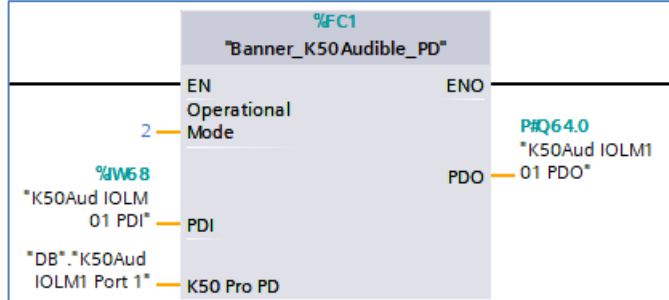 %FC1
"Banner_K50Audible_PD"
EN
ENO
Operational
2
Mode
P#Q64.0
"K50Aud IOLM1
01 PDO"
PDO
%IW68
"K50Aud IOLM
01 PDI"
PDI
"DB"."K50Aud
IOLM1 Port 1"
K50 Pro PD